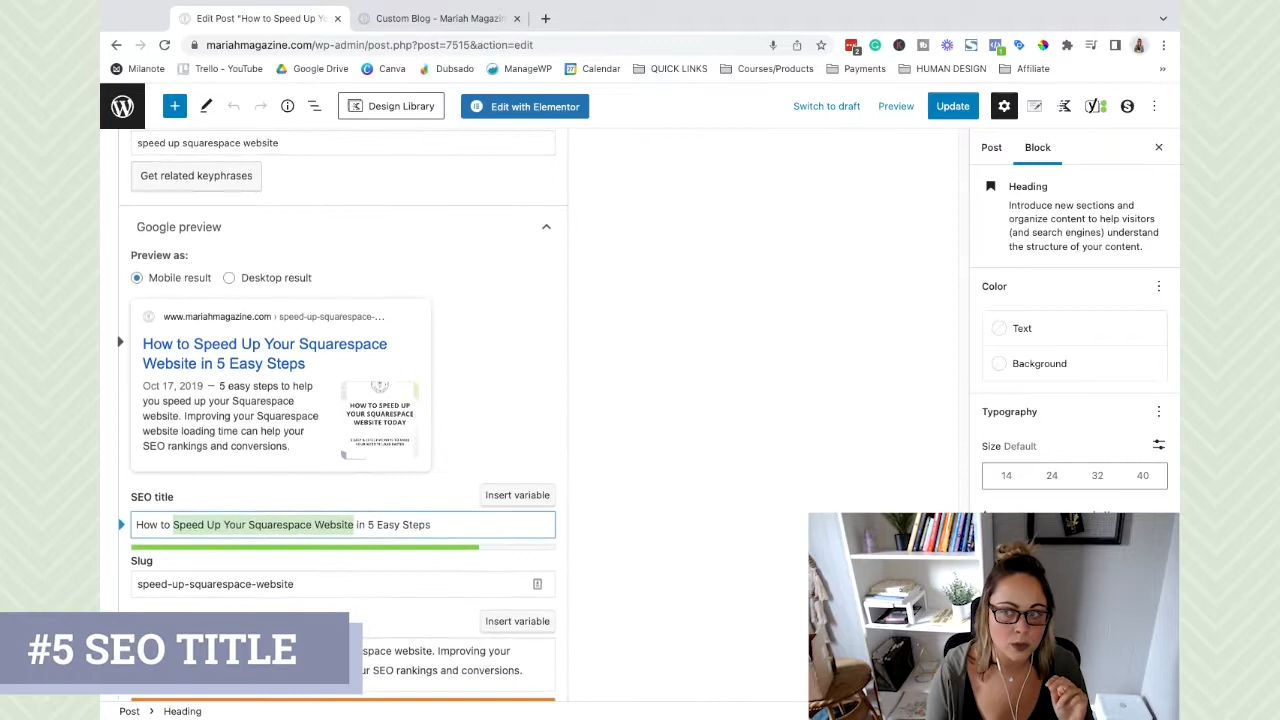 Edit Post "How to Speed Up Yo
Custom Blog - Mariah Magazin
mariahmagazine.com/wp-admin/post.php?post=7515&action=edit
2
1
Milanote
Trello - YouTube
Google Drive
Canva
Dubsado
ManageWP
Calendar
QUICK LINKS
Courses/Products
Payments
HUMAN DESIGN
Affiliate
»
Design Library
Edit with Elementor
Switch to draft
Preview
Update
speed up squarespace website
Get related keyphrases
Google preview
Preview as:
Mobile result
Desktop result
www.mariahmagazine.com › speed-up-squarespace-...
How to Speed Up Your Squarespace
Website in 5 Easy Steps
Oct 17, 2019 – 5 easy steps to help
you speed up your Squarespace
website. Improving your Squarespace
website loading time can help your
SEO rankings and conversions.
HOW TO SPEED UP
YOUR SQUARESPACE
WEBSITE TODAY
SEO title
Insert variable
How to Speed Up Your Squarespace Website in 5 Easy Steps
Slug
speed-up-squarespace-website
Insert variable
space website. Improving your
r SEO rankings and conversions.
#5 SEO TITLE
Post
Heading
Post
Block
Heading
Introduce new sections and
organize content to help visitors
(and search engines) understand
the structure of your content.
Color
Text
Background
Typography
Size Default
14
24
32
40